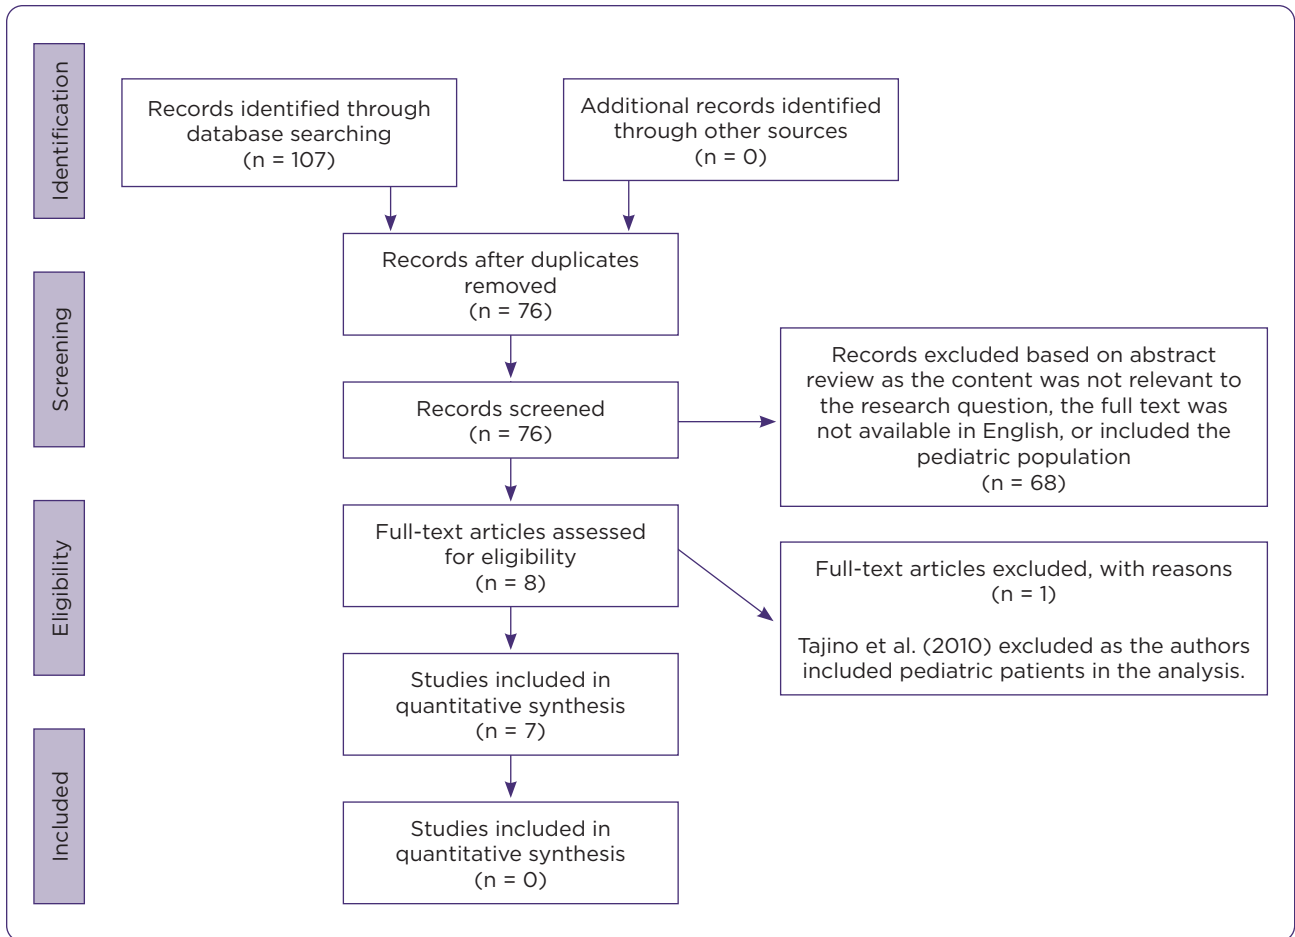 Identification
Records identified through
database searching
(n = 107)
Additional records identified
through other sources
(n = 0)
Records after duplicates
removed
(n = 76)
Screening
Records screened
(n = 76)
Records excluded based on abstract
review as the content was not relevant to
the research question, the full text was
not available in English, or included the
pediatric population
(n = 68)
Eligibility
Full-text articles assessed
for eligibility
(n = 8)
Full-text articles excluded, with reasons
(n = 1)
Tajino et al. (2010) excluded as the authors
included pediatric patients in the analysis.
Studies included in
quantitative synthesis
(n = 7)
Included
Studies included in
quantitative synthesis
(n = 0)